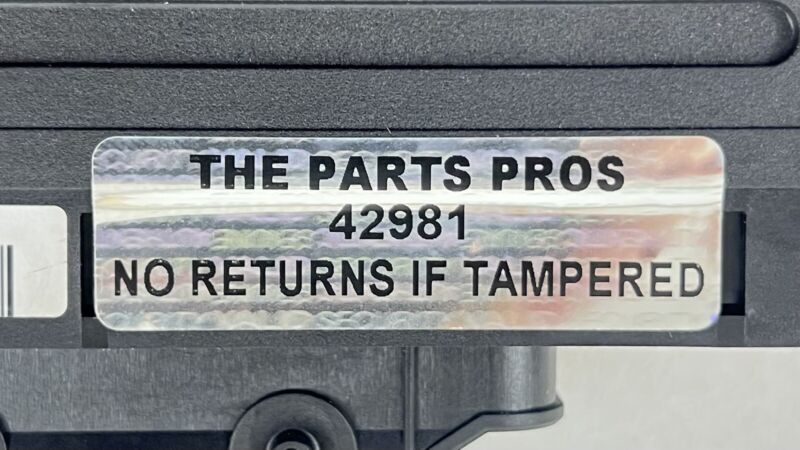 THE PARTS PROS
42981
NO RETURNS IF TAMPERED